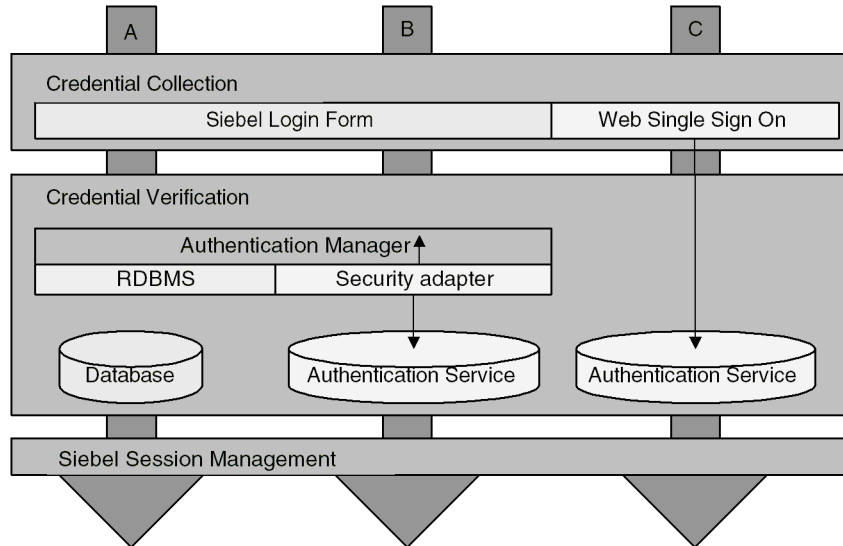 A B C
Credential Collection
Siebel Login Form Web Single Sign On
Credential Verification
Authentication Manager
RDBMS Security adapter
Database Authentication Service Authentication Service
Siebel Session Management